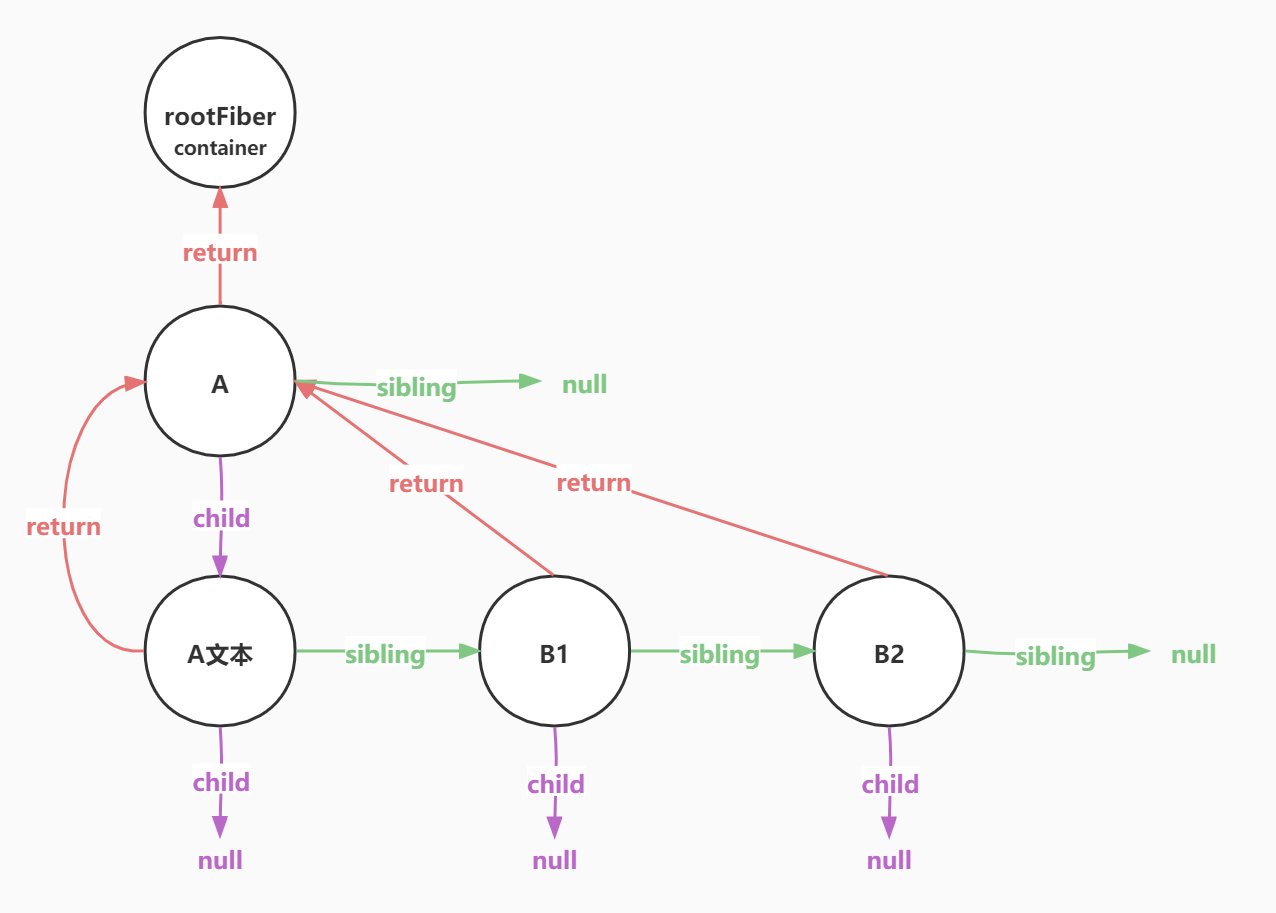 rootFiber
container
return
A
sibling
null
return
return
child
return
A文本
sibling
B1
sibling
B2
sibling
null
child
child
child
null
null
null